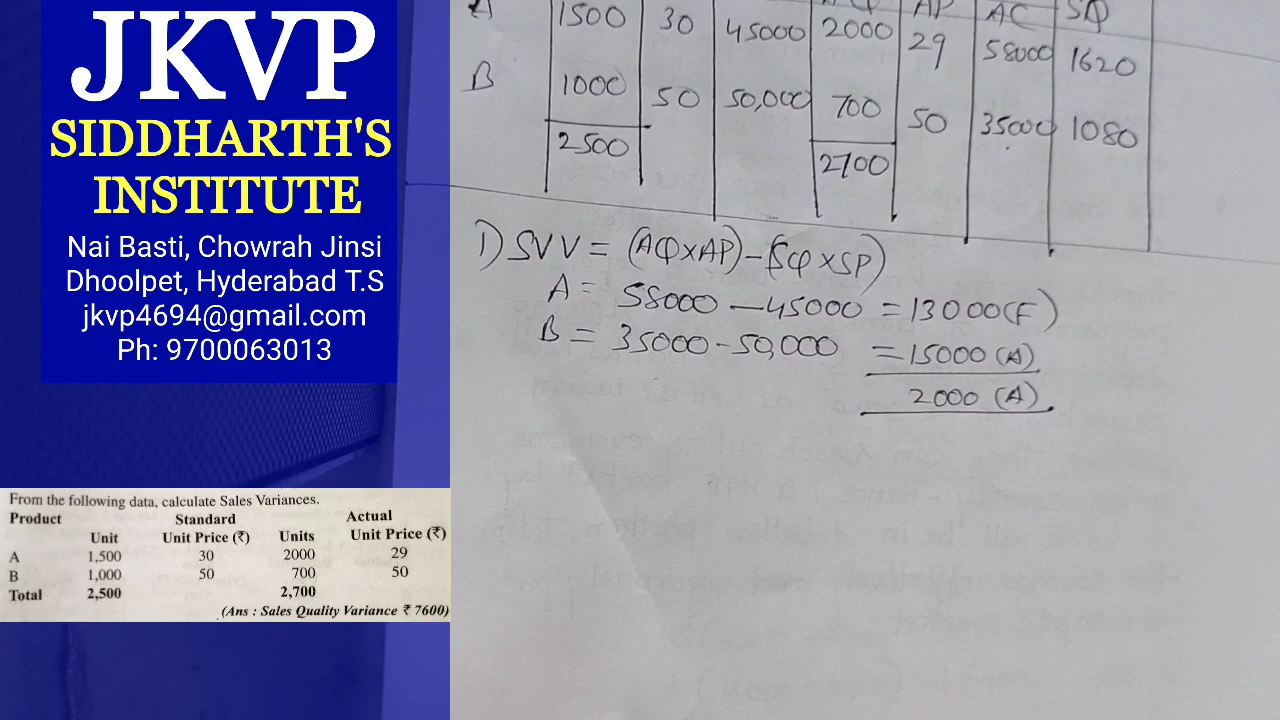 JKVP
SIDDHARTH'S
INSTITUTE
Nai Basti, Chowrah Jinsi
Dhoolpet, Hyderabad T.S
jkvp4694@gmail.com
Ph: 9700063013
From the following data, calculate Sales Variances.
Product Standard Actual
Unit Unit Price (₹) Units Unit Price (₹)
A 1,500 30 2000 29
B 1,000 50 700 50
Total 2,500 2,700
(Ans : Sales Quality Variance ₹ 7600)
AP AC SQ
A 1500 30 45000 2000 29 58000 1620
B 1000 50 50,000 700 50 35000 1080
2500 2700
1) SVV = (AQ×AP)-(SQ×SP)
A = 58000 - 45000 = 13000(F)
B = 35000 - 50,000 = 15000 (A)
2000 (A)